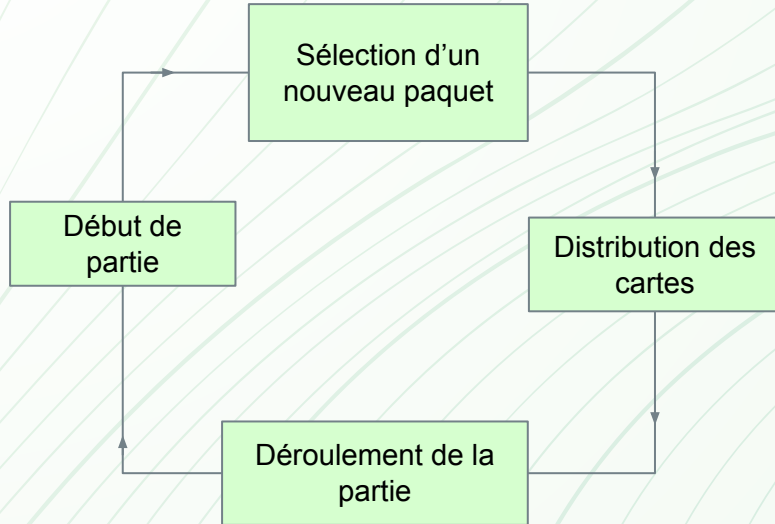 Sélection d’un
nouveau paquet
Début de
partie
Distribution des
cartes
Déroulement de la
partie